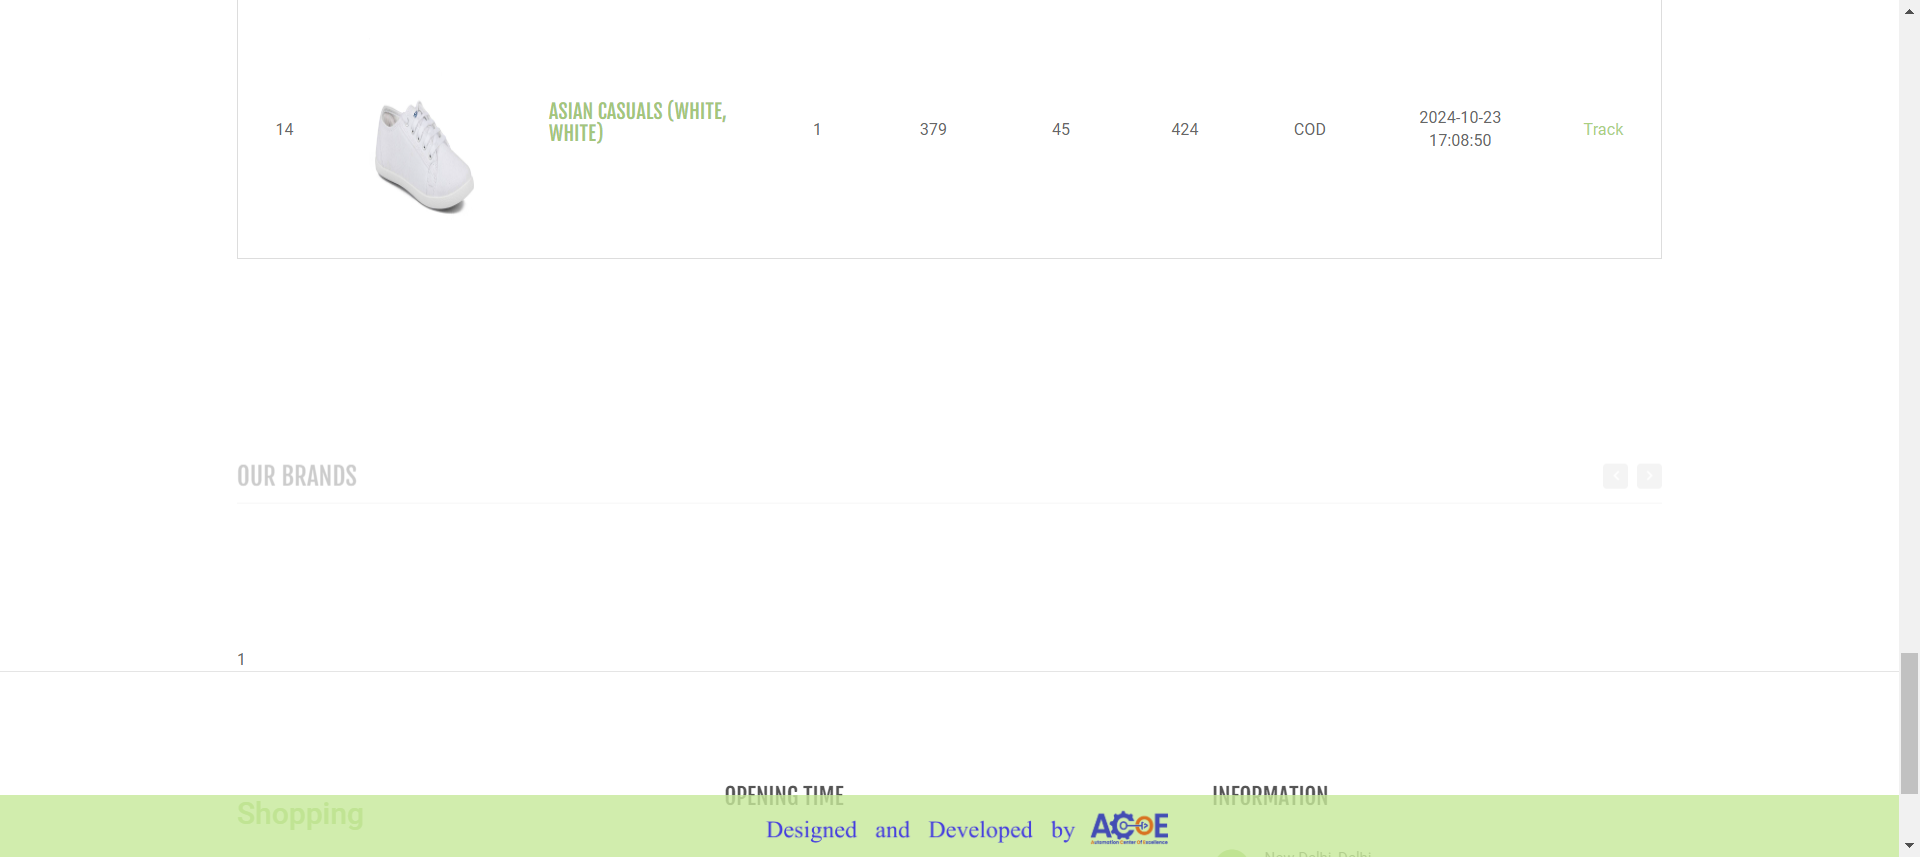 14 ASIAN CASUALS (WHITE, WHITE) 1 379 45 424 COD 2024-10-23 17:08:50 Track
OUR BRANDS
1
Shopping OPENING TIME INFORMATION
Designed and Developed by ACOE
Automation Center Of Excellence
New Delhi, Delhi